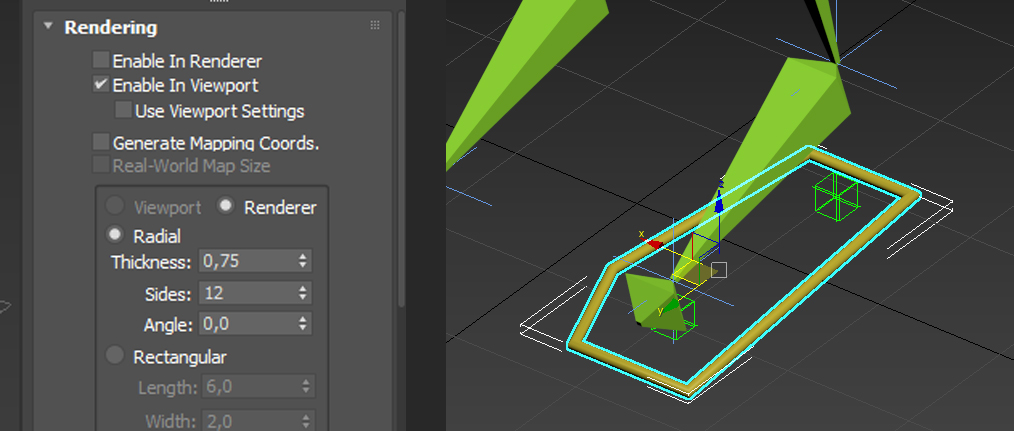 Rendering
Enable In Renderer
Enable In Viewport
Use Viewport Settings
Generate Mapping Coords.
Real-World Map Size
Viewport Renderer
Radial
Thickness: 0,75
Sides: 12
Angle: 0,0
Rectangular
Length: 6,0
Width: 2,0
x
y